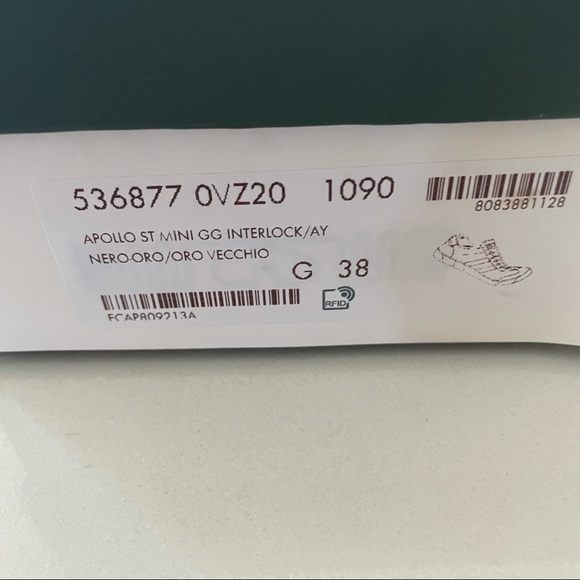 536877 0VZ20 1090
8083881128
APOLLO ST MINI GG INTERLOCK/AY
NERO-ORO/ORO VECCHIO
G 38
RFID
FCAP809213A